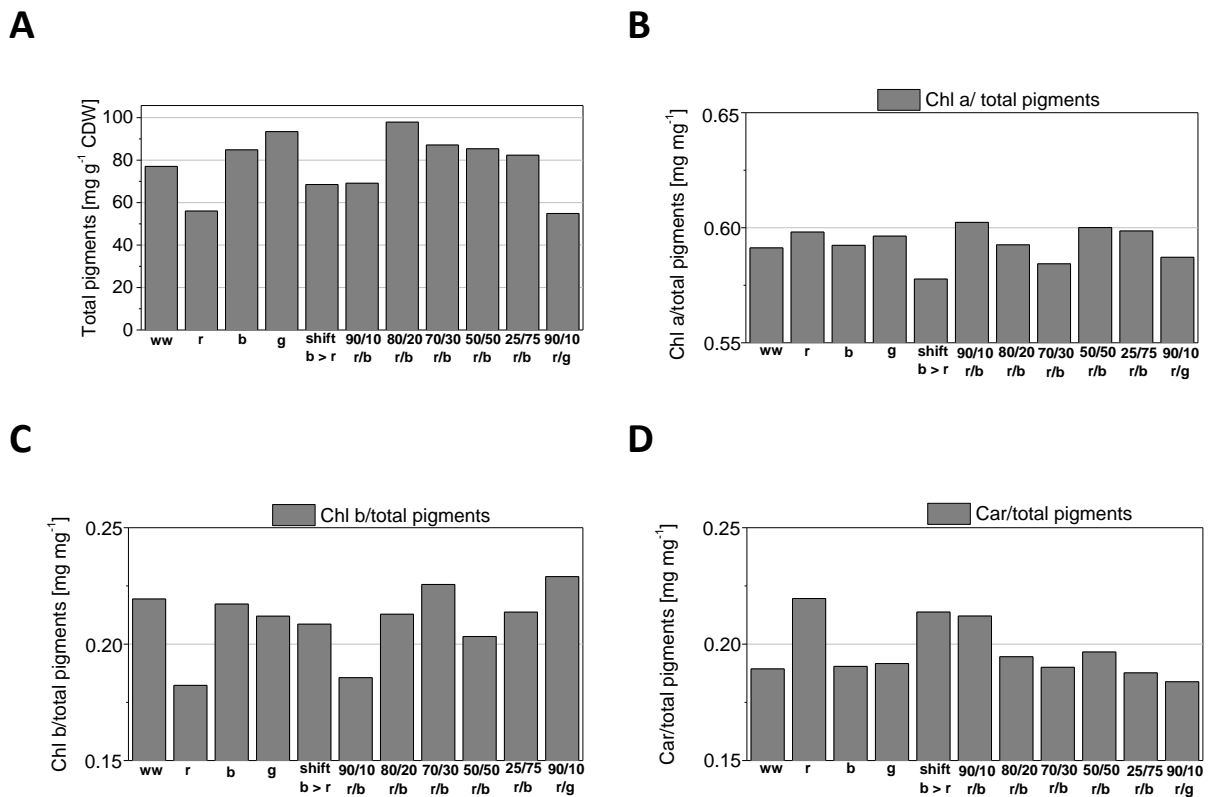 A
Total pigments [mg g⁻¹ CDW]
100
80
60
40
20
0
ww r b g shift 90/10 80/20 70/30 50/50 25/75 90/10
b > r r/b r/b r/b r/b r/b r/g
B
Chl a/ total pigments
Chl a/total pigments [mg mg⁻¹]
0.65
0.60
0.55
ww r b g shift 90/10 80/20 70/30 50/50 25/75 90/10
b > r r/b r/b r/b r/b r/b r/g
C
Chl b/total pigments
Chl b/total pigments [mg mg⁻¹]
0.25
0.20
0.15
ww r b g shift 90/10 80/20 70/30 50/50 25/75 90/10
b > r r/b r/b r/b r/b r/b r/g
D
Car/total pigments
Car/total pigments [mg mg⁻¹]
0.25
0.20
0.15
ww r b g shift 90/10 80/20 70/30 50/50 25/75 90/10
b > r r/b r/b r/b r/b r/b r/g